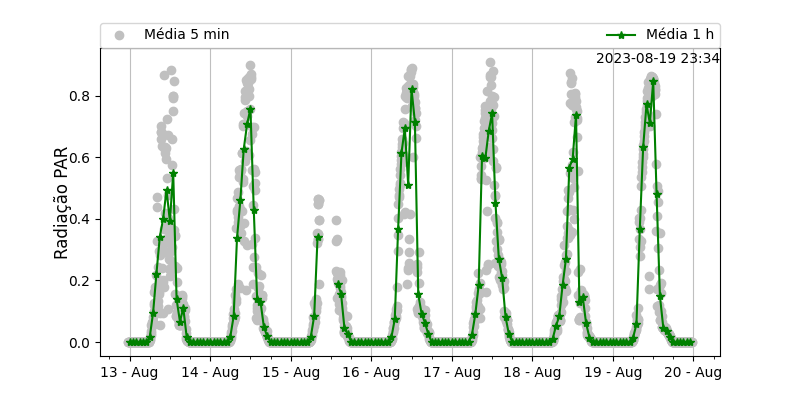 Média 5 min
Média 1 h
2023-08-19 23:34
Radiação PAR
0.8
0.6
0.4
0.2
0.0
13 - Aug
14 - Aug
15 - Aug
16 - Aug
17 - Aug
18 - Aug
19 - Aug
20 - Aug